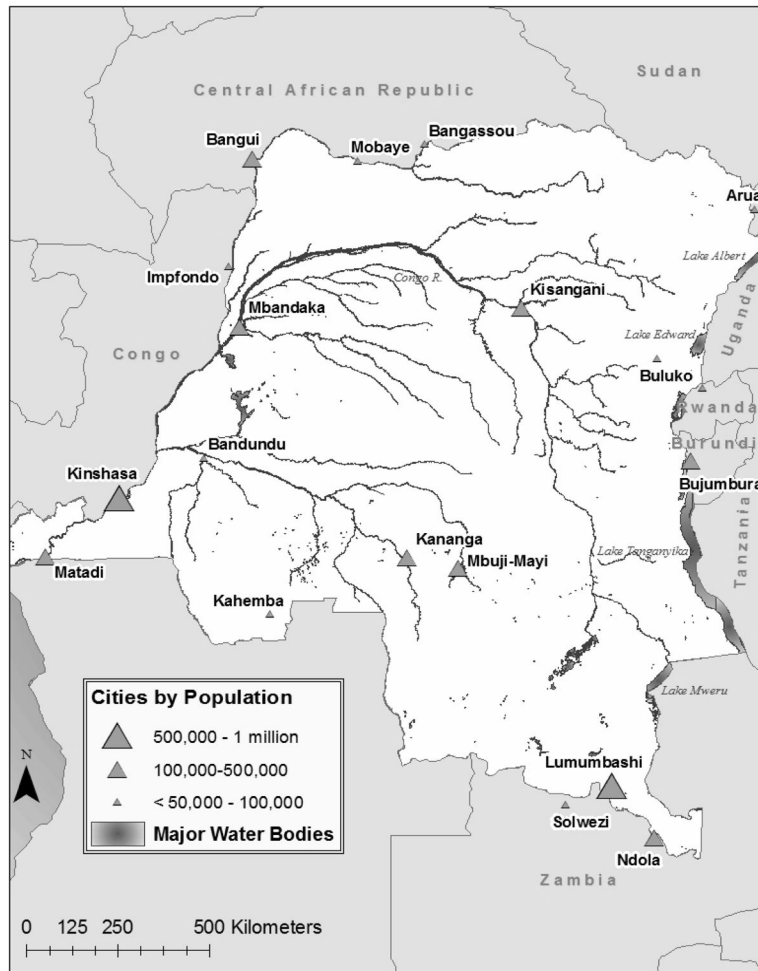 Sudan
Central African Republic
Bangassou
Bangui
Mobaye
Arua
Lake Albert
Impfondo
Congo R.
Kisangani
Mbandaka
Uganda
Lake Edward
Congo
Buluko
Rwanda
Bandundu
Burundi
Kinshasa
Bujumbura
Tanzania
Kananga
Lake Tanganyika
Mbuji-Mayi
Matadi
Kahemba
Cities by Population
Lake Mweru
500,000 - 1 million
N
Lumumbashi
100,000-500,000
< 50,000 - 100,000
Solwezi
Major Water Bodies
Ndola
Zambia
0 125 250 500 Kilometers